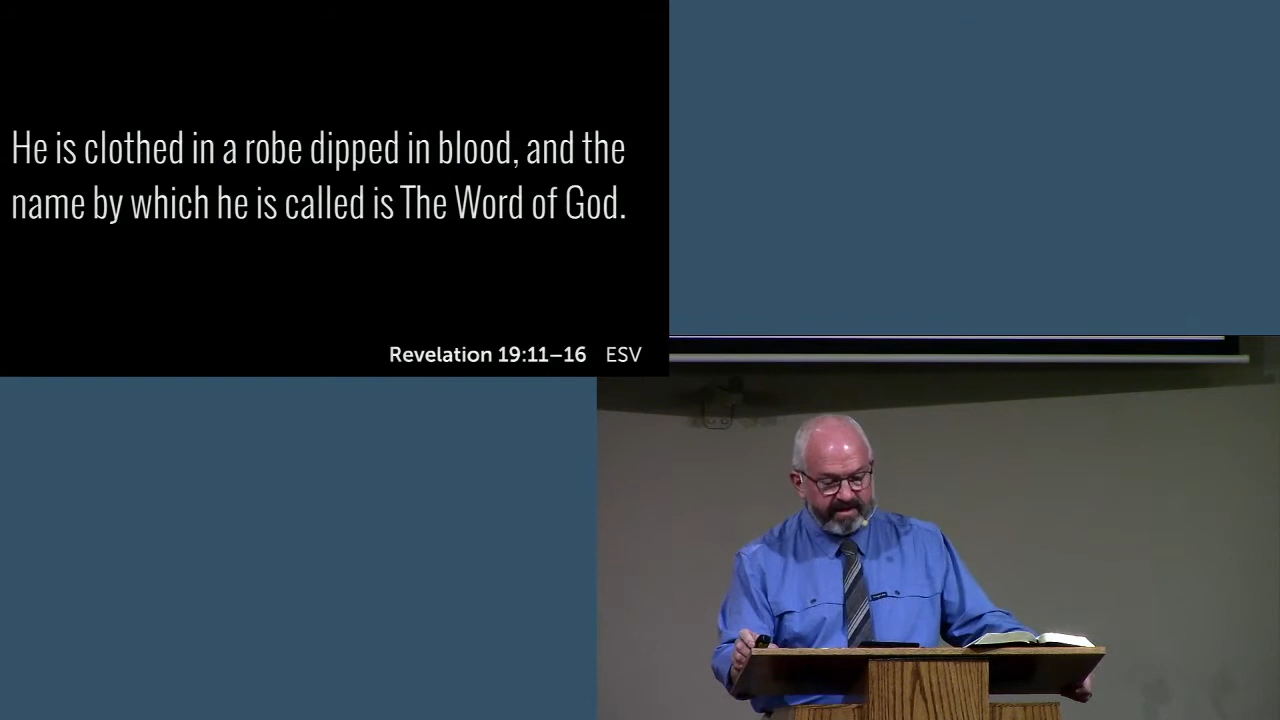 He is clothed in a robe dipped in blood, and the
name by which he is called is The Word of God.
Revelation 19:11–16 ESV